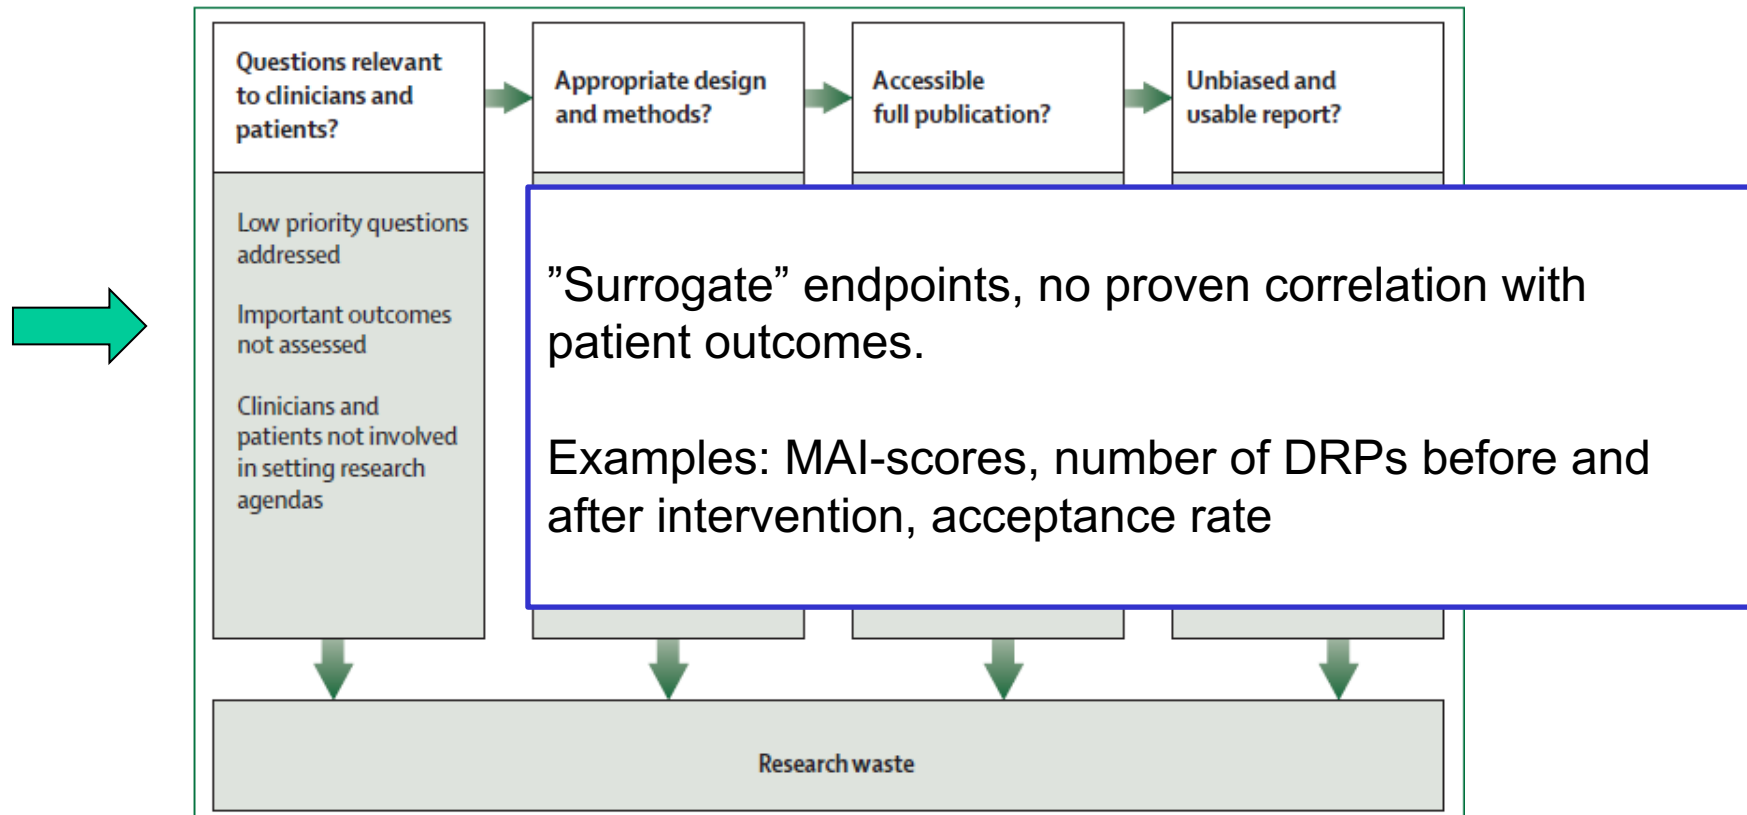 Questions relevant
to clinicians and
patients?
Appropriate design
and methods?
Accessible
full publication?
Unbiased and
usable report?
Low priority questions
addressed
Important outcomes
not assessed
Clinicians and
patients not involved
in setting research
agendas
”Surrogate” endpoints, no proven correlation with
patient outcomes.
Examples: MAI-scores, number of DRPs before and
after intervention, acceptance rate
Research waste